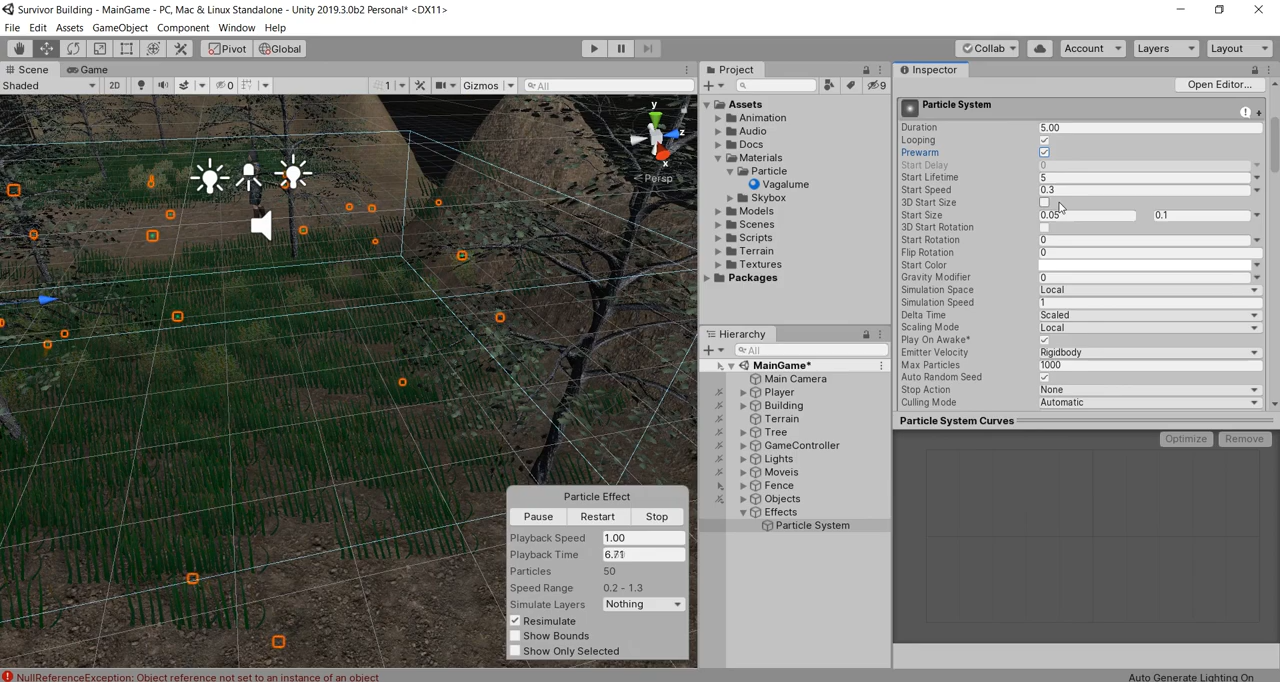 Survivor Building - MainGame - PC, Mac & Linux Standalone - Unity 2019.3.0b2 Personal* <DX11>
File Edit Assets GameObject Component Window Help
Pivot Global Collab Account Layers Layout
Scene Game
Shaded 2D 0 1 Gizmos All
y
z
x
Persp
Project
9
Assets
Animation
Audio
Docs
Materials
Particle
Vagalume
Skybox
Models
Scenes
Scripts
Terrain
Textures
Packages
Hierarchy
All
MainGame*
Main Camera
Player
Building
Terrain
Tree
GameController
Lights
Moveis
Fence
Objects
Effects
Particle System
Particle Effect
Pause Restart Stop
Playback Speed 1.00
Playback Time 6.71
Particles 50
Speed Range 0.2 - 1.3
Simulate Layers Nothing
Resimulate
Show Bounds
Show Only Selected
Inspector
Open Editor...
Particle System
Duration 5.00
Looping
Prewarm
Start Delay 0
Start Lifetime 5
Start Speed 0.3
3D Start Size
Start Size 0.05 0.1
3D Start Rotation
Start Rotation 0
Flip Rotation 0
Start Color
Gravity Modifier 0
Simulation Space Local
Simulation Speed 1
Delta Time Scaled
Scaling Mode Local
Play On Awake*
Emitter Velocity Rigidbody
Max Particles 1000
Auto Random Seed
Stop Action None
Culling Mode Automatic
Particle System Curves
Optimize Remove
NullReferenceException: Object reference not set to an instance of an object
Auto Generate Lighting On